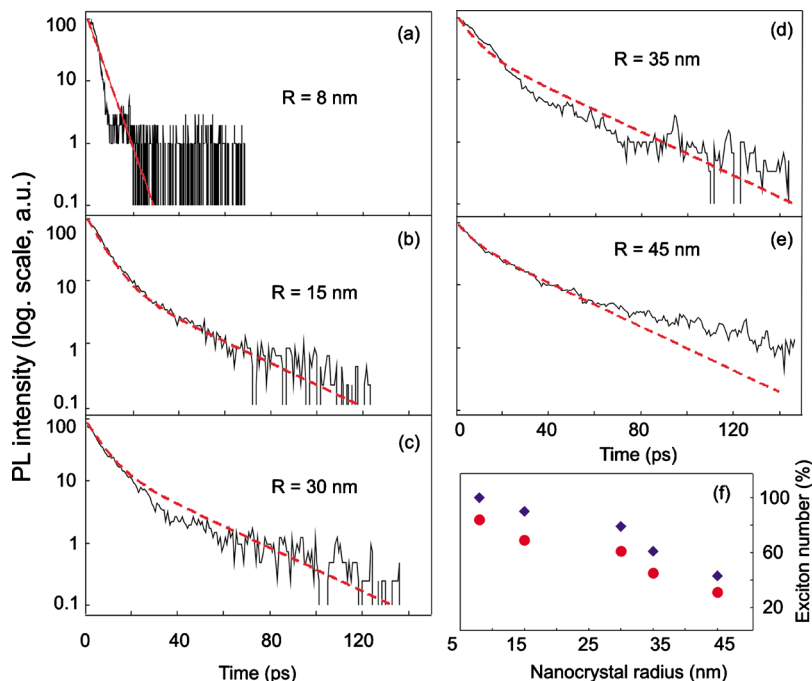 PL intensity (log. scale, a.u.)
100
10
1
0.1
(a)
R = 8 nm
100
10
1
0.1
(b)
R = 15 nm
100
10
1
0.1
(c)
R = 30 nm
0
40
80
120
Time (ps)
(d)
R = 35 nm
(e)
R = 45 nm
0
40
80
120
Time (ps)
(f)
100
60
20
Exciton number (%)
5
15
25
35
45
Nanocrystal radius (nm)